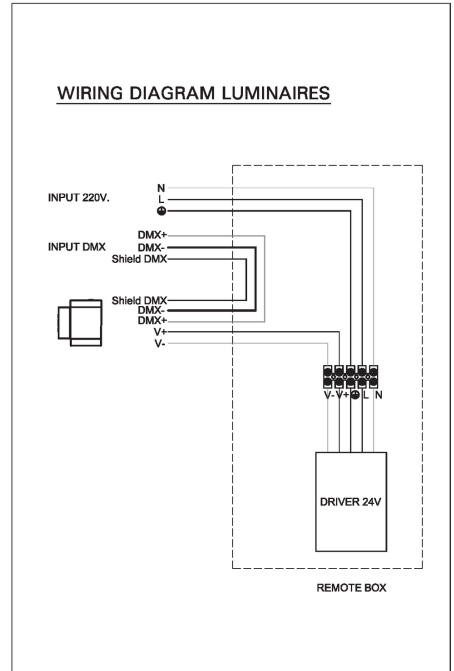 WIRING DIAGRAM LUMINAIRES
N
INPUT 220V.
L
DMX+
INPUT DMX
DMX-
Shield DMX
Shield DMX
DMX-
DMX+
V+
V-
V- V+ L N
DRIVER 24V
REMOTE BOX